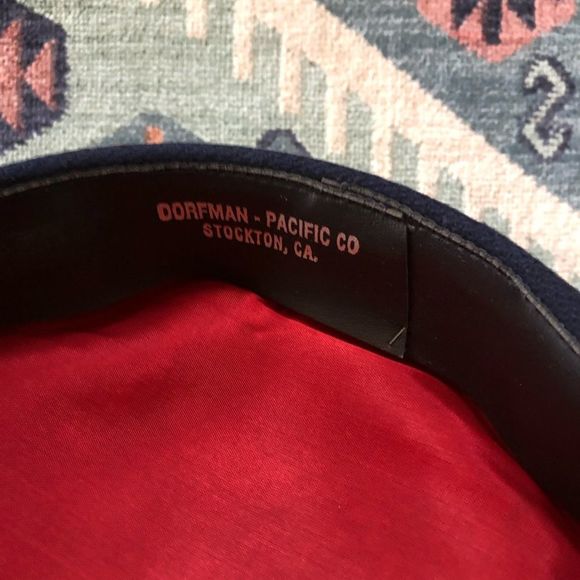 DORFMAN - PACIFIC CO
STOCKTON, CA.